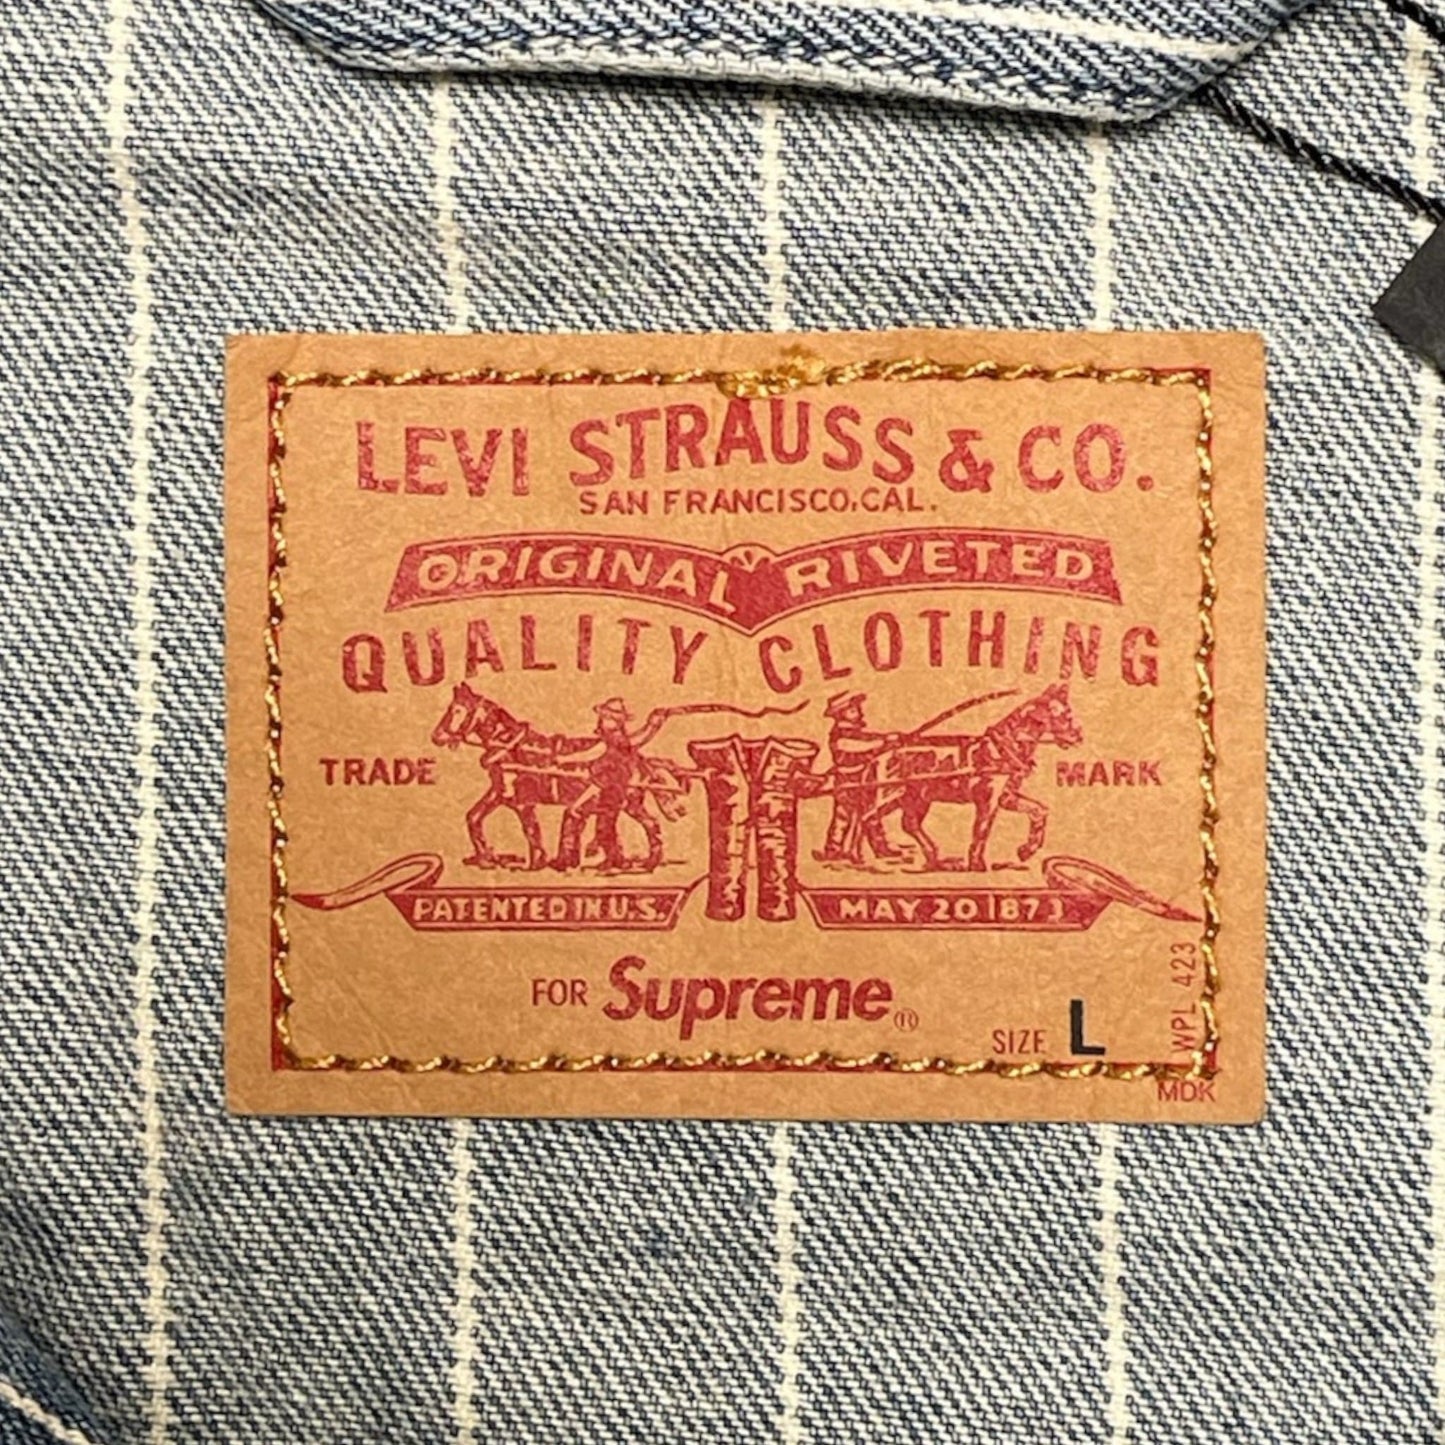 LEVI STRAUSS & CO.
SAN FRANCISCO, CAL.
ORIGINAL RIVETED
QUALITY CLOTHING
TRADE MARK
PATENTED IN U.S. MAY 20 1873
FOR Supreme®
SIZE L
WPL 423
MDK